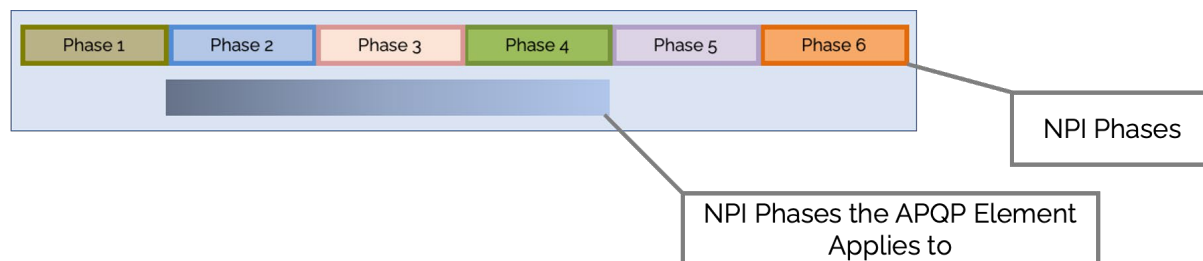 Phase 1 Phase 2 Phase 3 Phase 4 Phase 5 Phase 6
NPI Phases
NPI Phases the APQP Element
Applies to